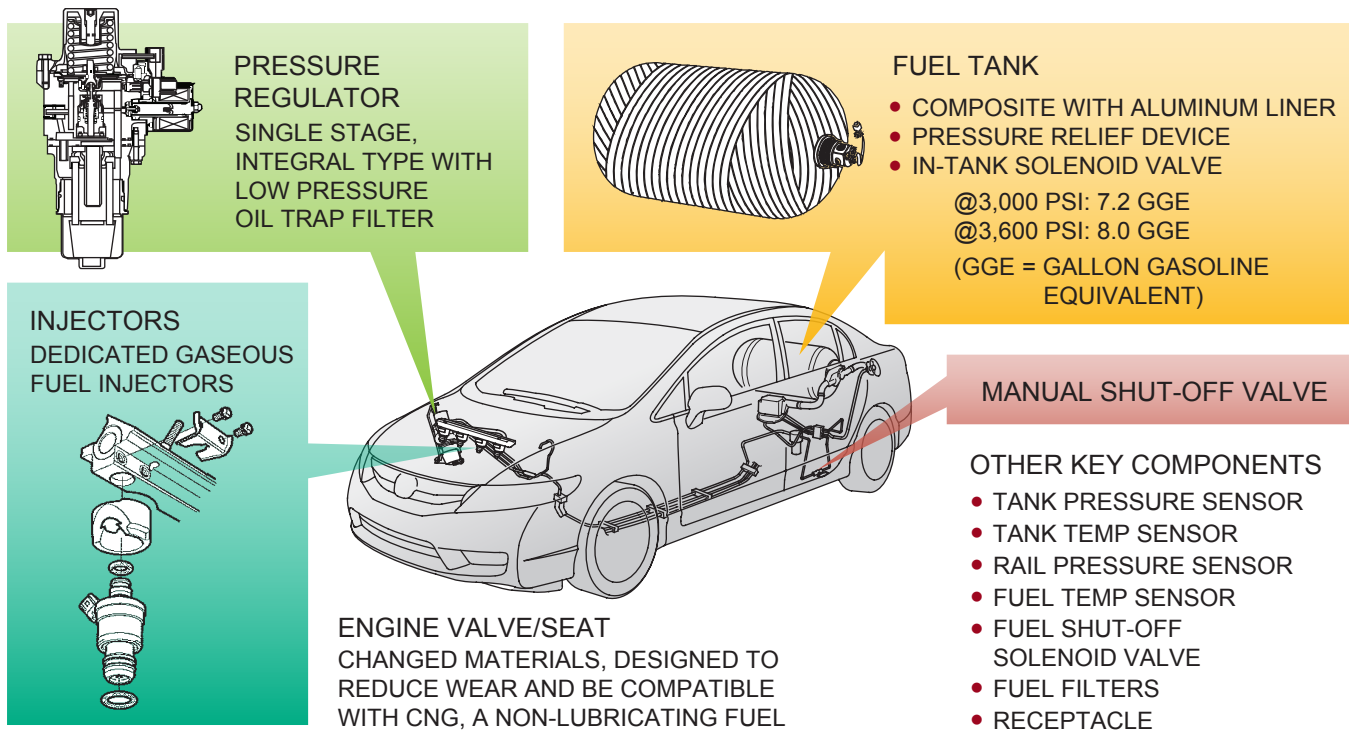 PRESSURE
REGULATOR
SINGLE STAGE,
INTEGRAL TYPE WITH
LOW PRESSURE
OIL TRAP FILTER
FUEL TANK
• COMPOSITE WITH ALUMINUM LINER
• PRESSURE RELIEF DEVICE
• IN-TANK SOLENOID VALVE
@3,000 PSI: 7.2 GGE
@3,600 PSI: 8.0 GGE
(GGE = GALLON GASOLINE
EQUIVALENT)
INJECTORS
DEDICATED GASEOUS
FUEL INJECTORS
MANUAL SHUT-OFF VALVE
ENGINE VALVE/SEAT
CHANGED MATERIALS, DESIGNED TO
REDUCE WEAR AND BE COMPATIBLE
WITH CNG, A NON-LUBRICATING FUEL
OTHER KEY COMPONENTS
• TANK PRESSURE SENSOR
• TANK TEMP SENSOR
• RAIL PRESSURE SENSOR
• FUEL TEMP SENSOR
• FUEL SHUT-OFF
SOLENOID VALVE
• FUEL FILTERS
• RECEPTACLE